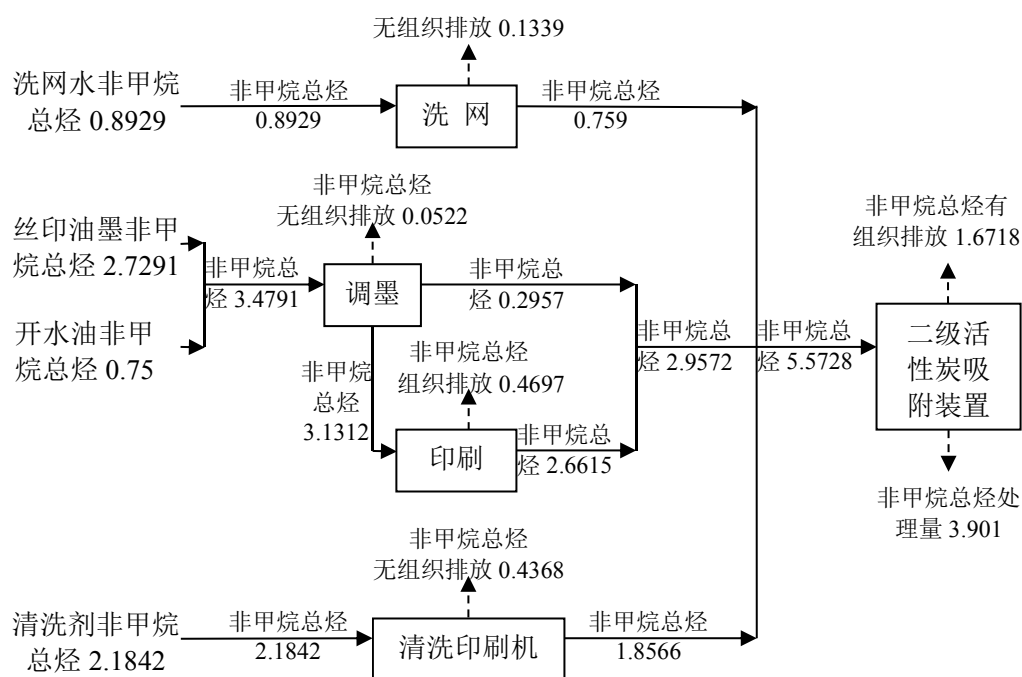 无组织排放 0.1339
洗网水非甲烷
总烃 0.8929
非甲烷总烃
0.8929
洗 网
非甲烷总烃
0.759
非甲烷总烃
无组织排放 0.0522
丝印油墨非甲
烷总烃 2.7291
开水油非甲
烷总烃 0.75
非甲烷总
烃 3.4791
调墨
非甲烷总
烃 0.2957
非甲烷
总烃
3.1312
非甲烷总烃
组织排放 0.4697
印刷
非甲烷总
烃 2.6615
非甲烷总
烃 2.9572
非甲烷总
烃 5.5728
非甲烷总烃有
组织排放 1.6718
二级活
性炭吸
附装置
非甲烷总烃处
理量 3.901
非甲烷总烃
无组织排放 0.4368
清洗剂非甲烷
总烃 2.1842
非甲烷总烃
2.1842
清洗印刷机
非甲烷总烃
1.8566